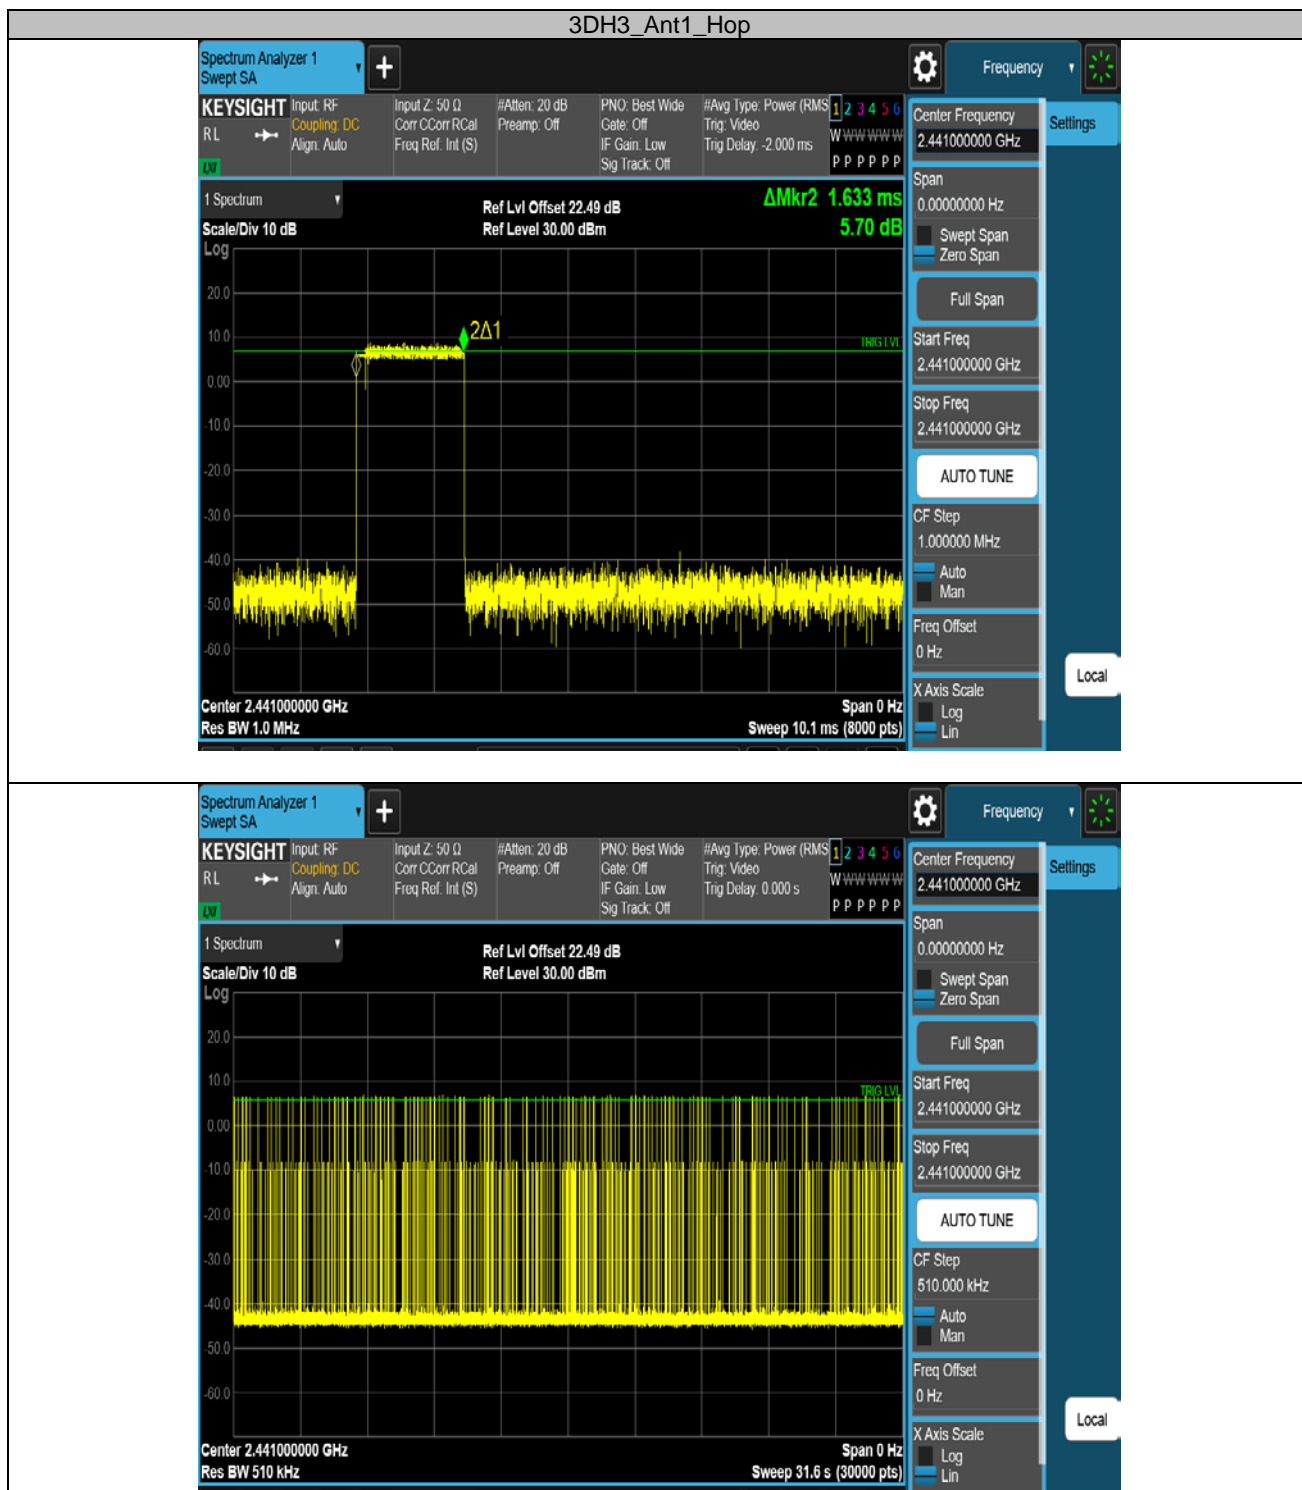 3DH3_Ant1_Hop
Spectrum Analyzer 1
Swept SA
+
Frequency
KEYSIGHT
RL
LXI
Input: RF
Coupling: DC
Align: Auto
Input Z: 50 Ω
Corr CCorr RCal
Freq Ref: Int (S)
#Atten: 20 dB
Preamp: Off
PNO: Best Wide
Gate: Off
IF Gain: Low
Sig Track: Off
#Avg Type: Power (RMS
Trig: Video
Trig Delay: -2.000 ms
1 2 3 4 5 6
W W W W W W
P P P P P P
Center Frequency
2.441000000 GHz
Settings
1 Spectrum
Scale/Div 10 dB
Log
Ref Lvl Offset 22.49 dB
Ref Level 30.00 dBm
ΔMkr2 1.633 ms
5.70 dB
Span
0.00000000 Hz
Swept Span
Zero Span
Full Span
Start Freq
2.441000000 GHz
Stop Freq
2.441000000 GHz
AUTO TUNE
CF Step
1.000000 MHz
Auto
Man
Freq Offset
0 Hz
X Axis Scale
Log
Lin
Local
20.0
10.0
0.00
-10.0
-20.0
-30.0
-40.0
-50.0
-60.0
2Δ1
TRIG LVL
Center 2.441000000 GHz
Res BW 1.0 MHz
Span 0 Hz
Sweep 10.1 ms (8000 pts)
Spectrum Analyzer 1
Swept SA
+
Frequency
KEYSIGHT
RL
LXI
Input: RF
Coupling: DC
Align: Auto
Input Z: 50 Ω
Corr CCorr RCal
Freq Ref: Int (S)
#Atten: 20 dB
Preamp: Off
PNO: Best Wide
Gate: Off
IF Gain: Low
Sig Track: Off
#Avg Type: Power (RMS
Trig: Video
Trig Delay: 0.000 s
1 2 3 4 5 6
W W W W W W
P P P P P P
Center Frequency
2.441000000 GHz
Settings
1 Spectrum
Scale/Div 10 dB
Log
Ref Lvl Offset 22.49 dB
Ref Level 30.00 dBm
Span
0.00000000 Hz
Swept Span
Zero Span
Full Span
Start Freq
2.441000000 GHz
Stop Freq
2.441000000 GHz
AUTO TUNE
CF Step
510.000 kHz
Auto
Man
Freq Offset
0 Hz
X Axis Scale
Log
Lin
Local
20.0
10.0
0.00
-10.0
-20.0
-30.0
-40.0
-50.0
-60.0
TRIG LVL
Center 2.441000000 GHz
Res BW 510 kHz
Span 0 Hz
Sweep 31.6 s (30000 pts)